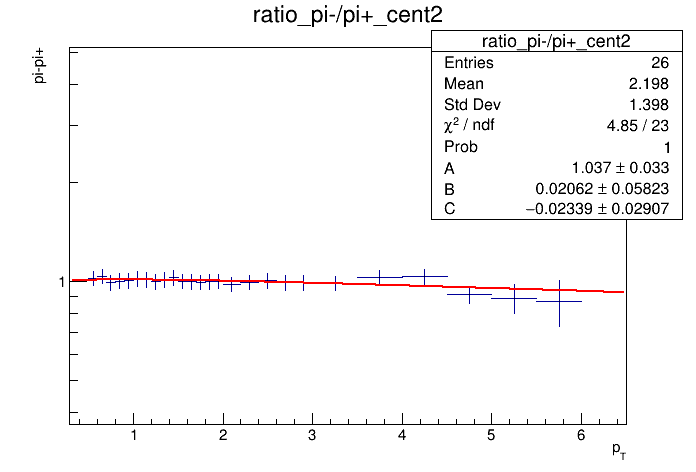 ratio_pi-/pi+_cent2
pi-pi+
ratio_pi-/pi+_cent2
Entries 26
Mean 2.198
Std Dev 1.398
χ² / ndf 4.85 / 23
Prob 1
A 1.037 ± 0.033
B 0.02062 ± 0.05823
C −0.02339 ± 0.02907
1
1 2 3 4 5 6
p_T